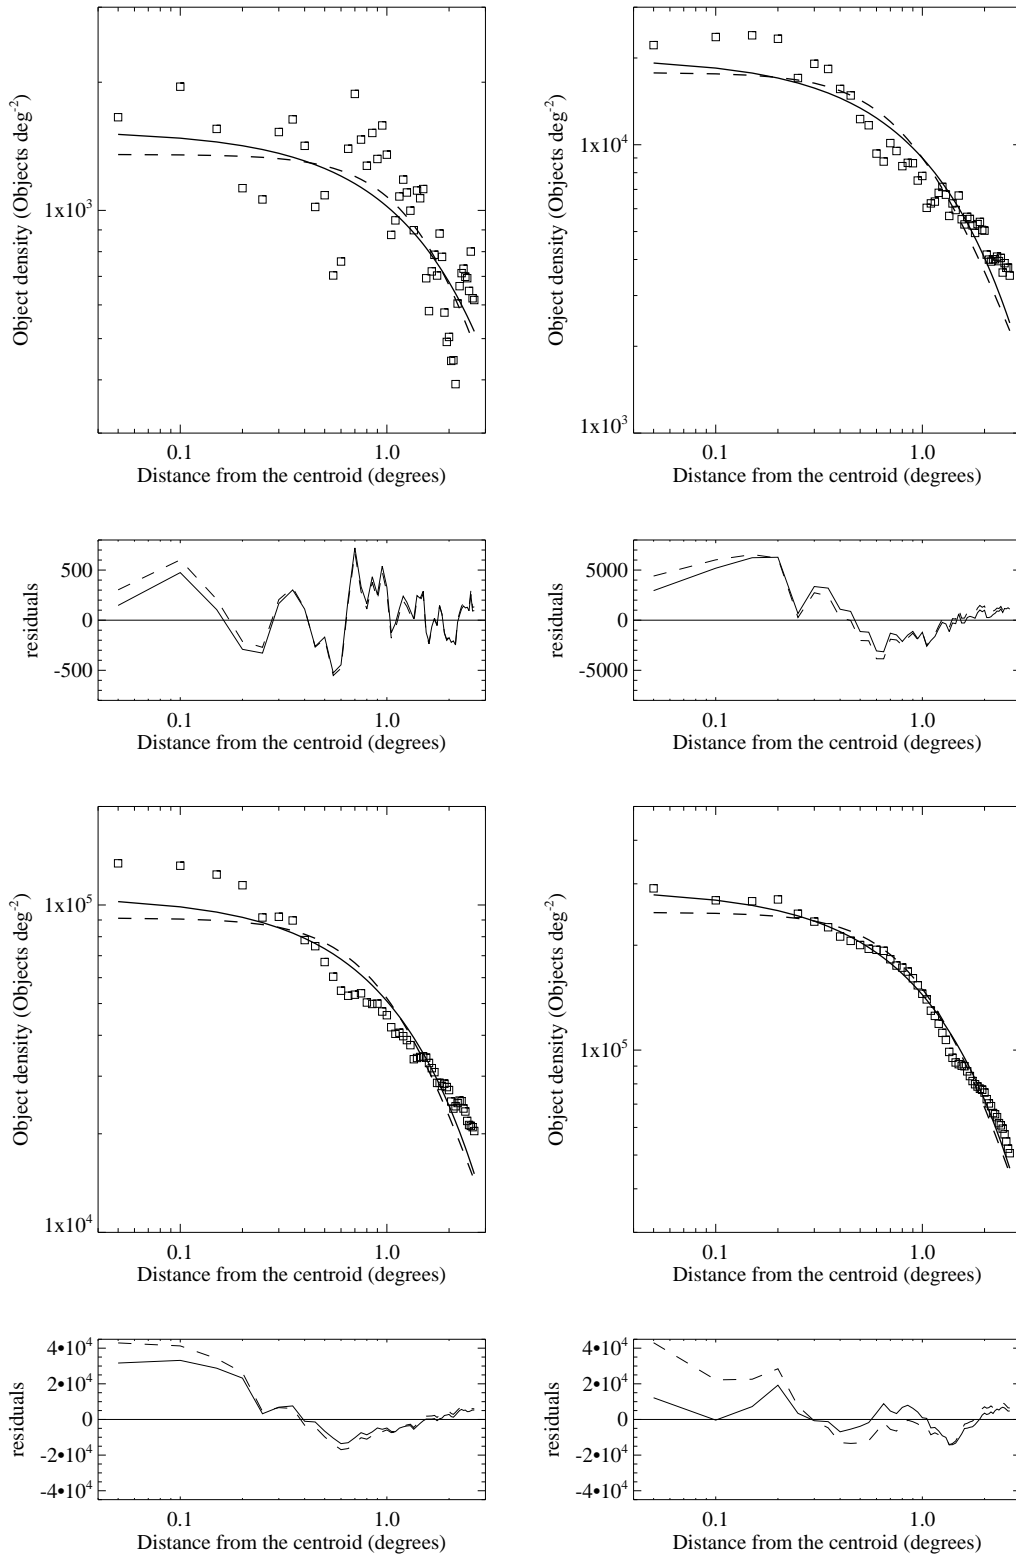 Object density (Objects deg⁻²)
1x10³
0.1 1.0
Distance from the centroid (degrees)
Object density (Objects deg⁻²)
1x10⁴
1x10³
0.1 1.0
Distance from the centroid (degrees)
residuals
500
0
-500
0.1 1.0
Distance from the centroid (degrees)
residuals
5000
0
-5000
0.1 1.0
Distance from the centroid (degrees)
Object density (Objects deg⁻²)
1x10⁵
1x10⁴
0.1 1.0
Distance from the centroid (degrees)
Object density (Objects deg⁻²)
1x10⁵
0.1 1.0
Distance from the centroid (degrees)
residuals
4•10⁴
2•10⁴
0
-2•10⁴
-4•10⁴
0.1 1.0
Distance from the centroid (degrees)
residuals
4•10⁴
2•10⁴
0
-2•10⁴
-4•10⁴
0.1 1.0
Distance from the centroid (degrees)